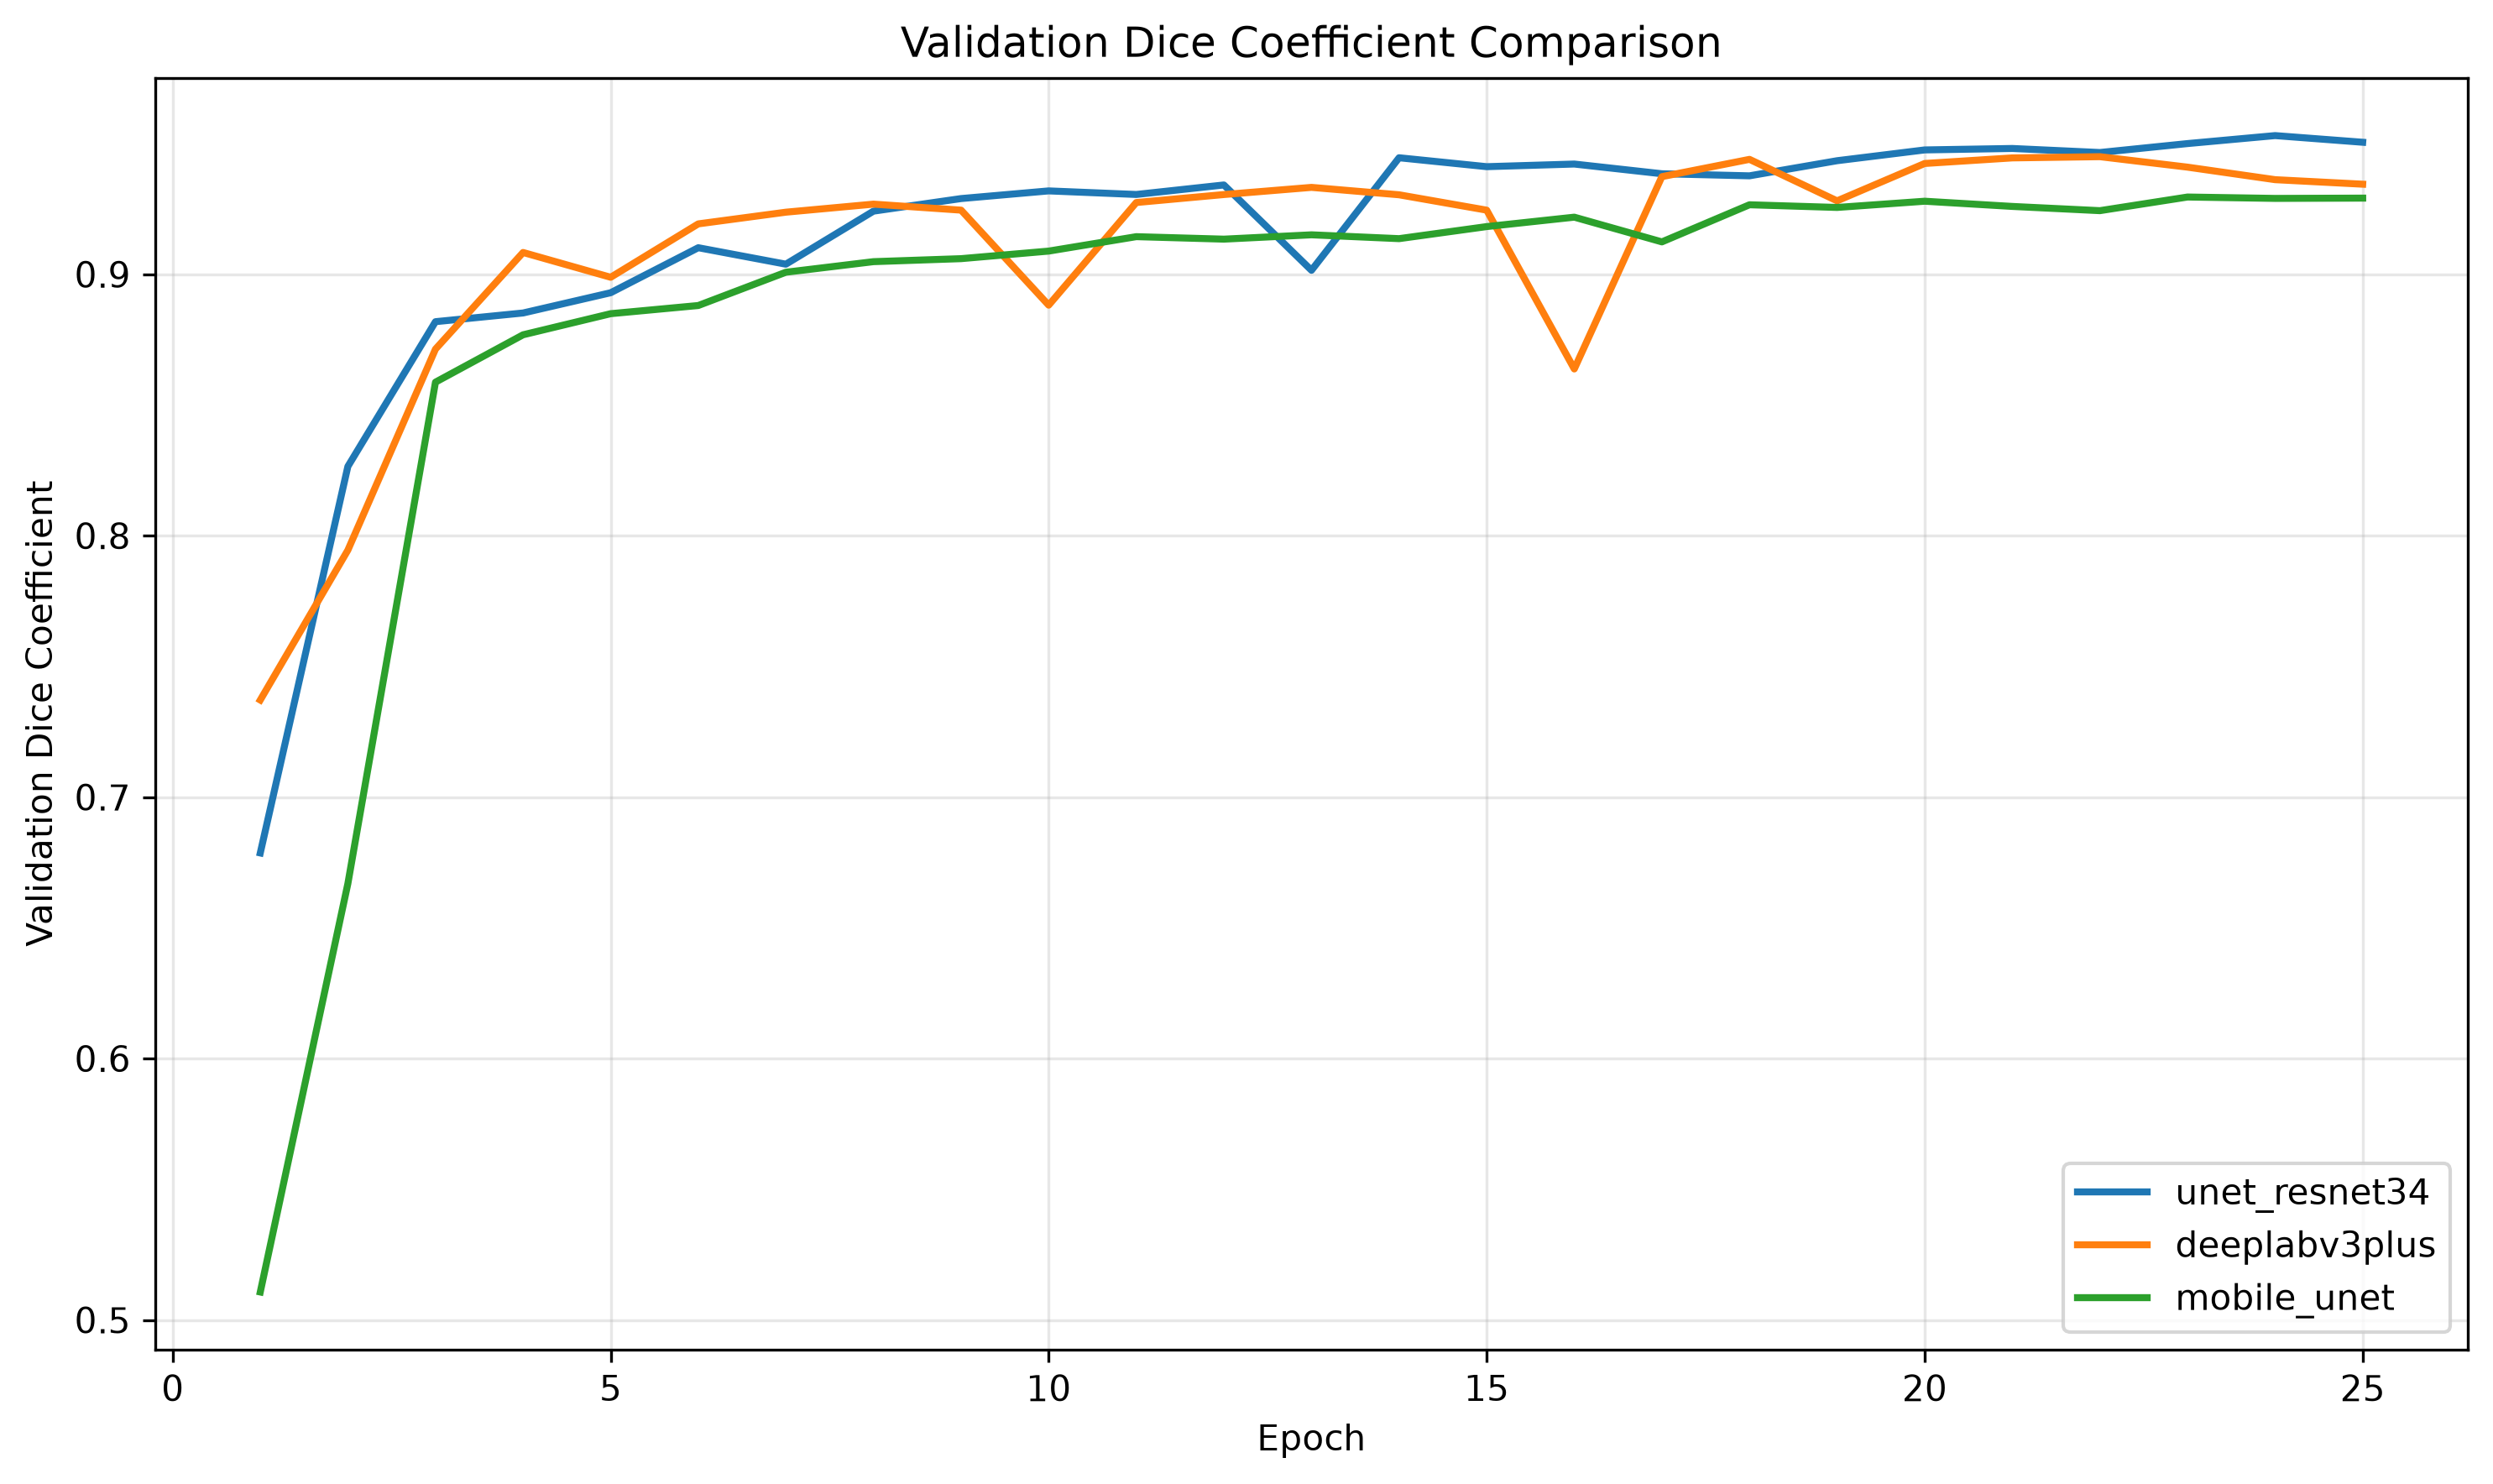 Validation Dice Coefficient Comparison
Validation Dice Coefficient
0.9
0.8
0.7
0.6
0.5
0 5 10 15 20 25
Epoch
unet_resnet34
deeplabv3plus
mobile_unet